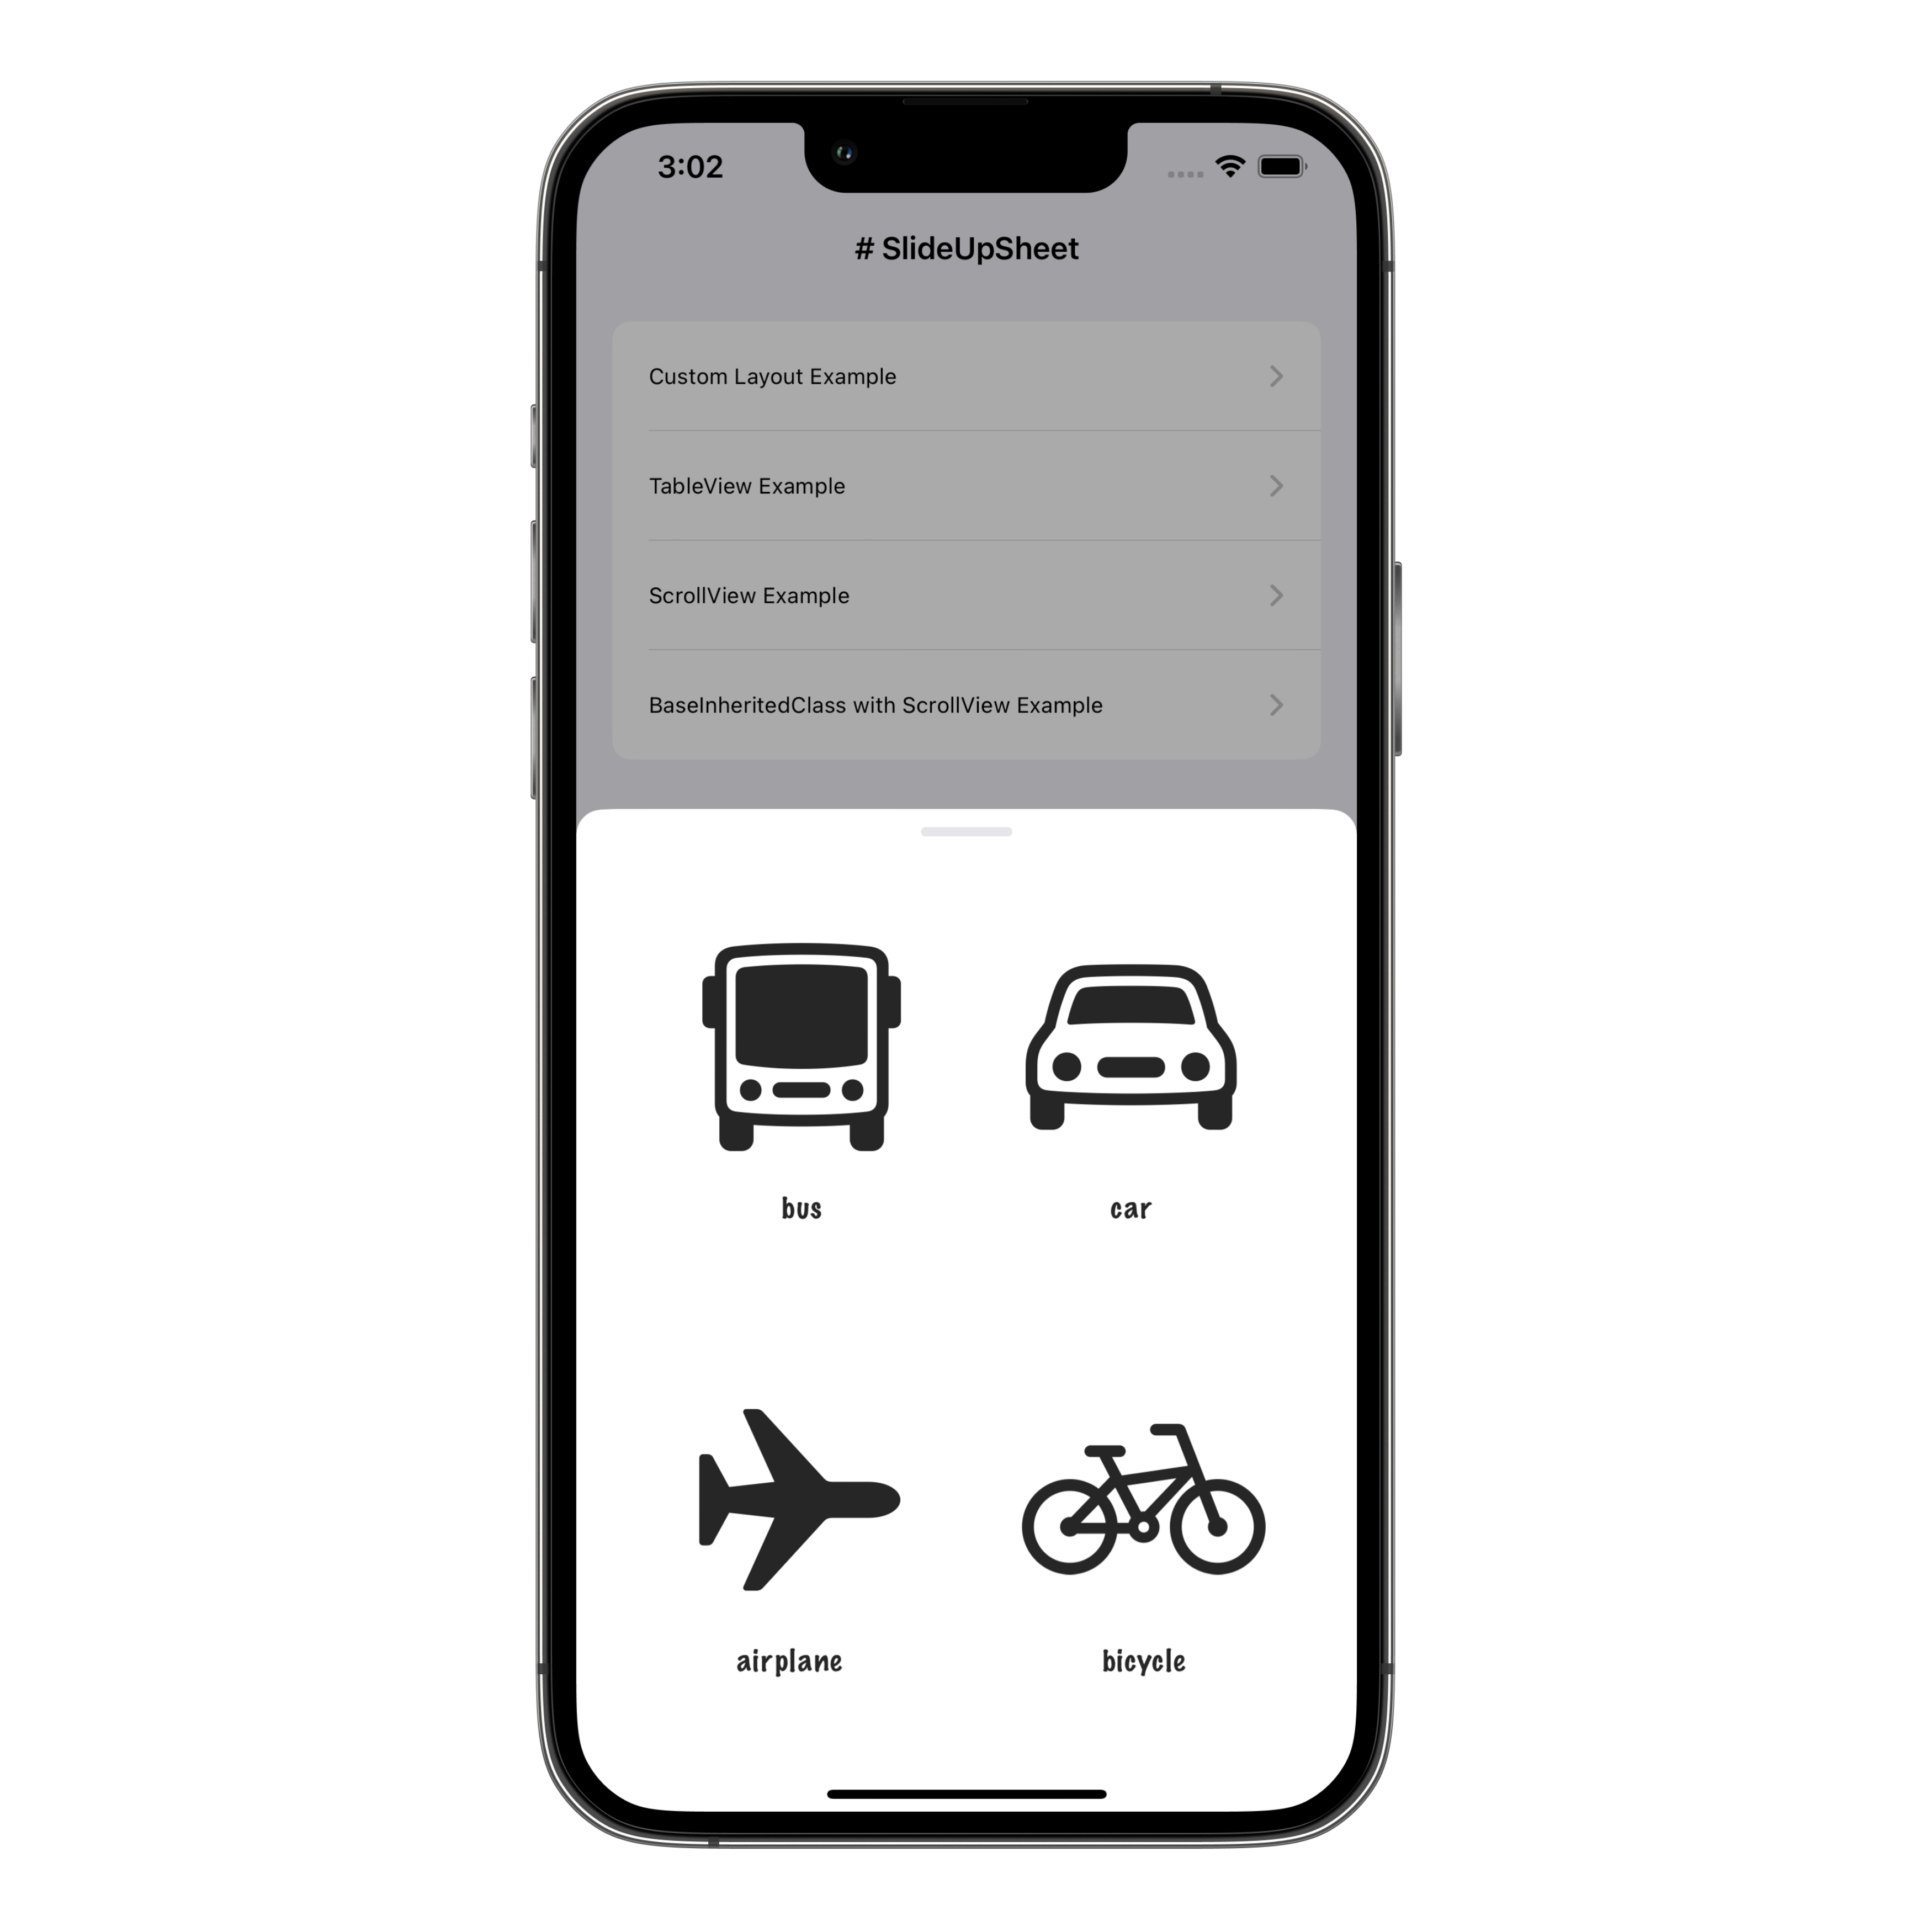 3:02
# SlideUpSheet
Custom Layout Example
TableView Example
ScrollView Example
BaseInheritedClass with ScrollView Example
bus
car
airplane
bicycle